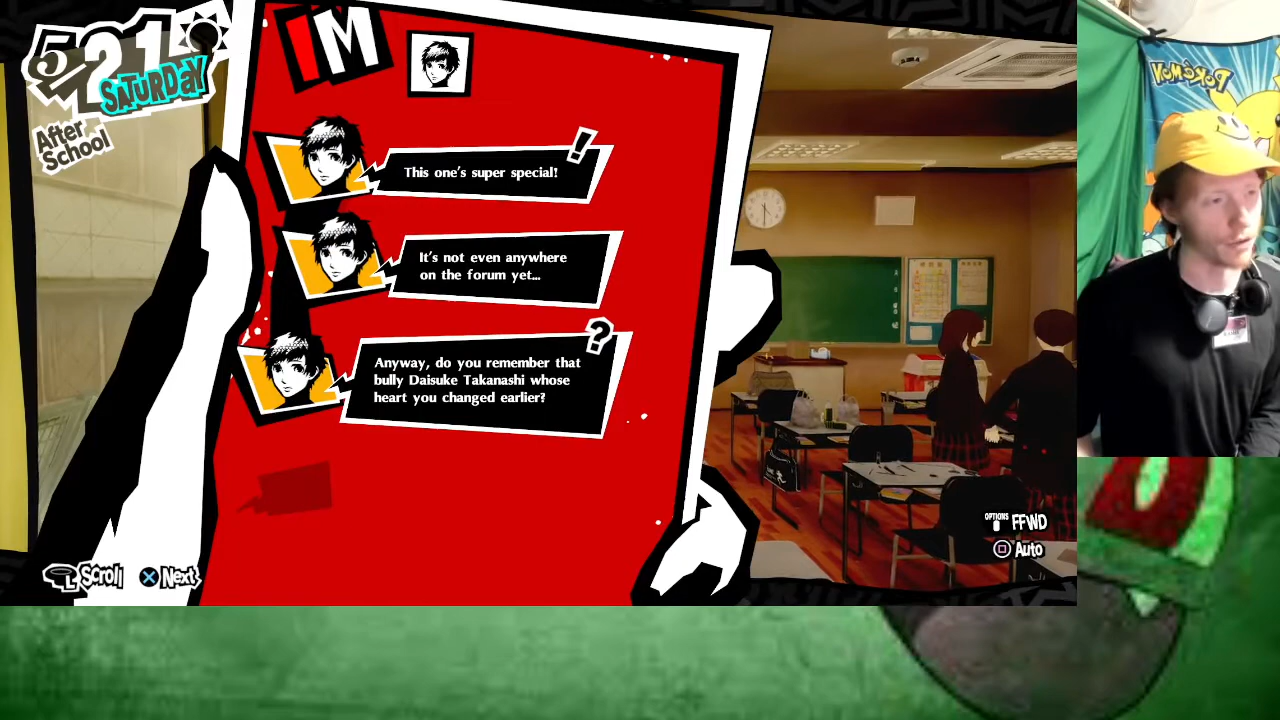 5/21
SATURDAY
After
School
IM
This one's super special!
!
It's not even anywhere
on the forum yet...
?
Anyway, do you remember that
bully Daisuke Takanashi whose
heart you changed earlier?
L Scroll
Next
OPTIONS FFWD
Auto
POKÉMON